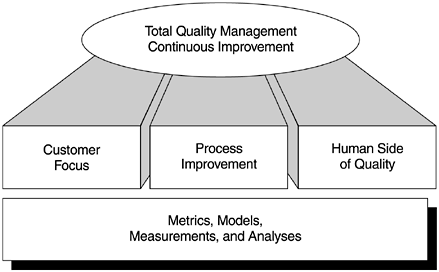 Total Quality Management
Continuous Improvement
Customer
Focus
Process
Improvement
Human Side
of Quality
Metrics, Models,
Measurements, and Analyses